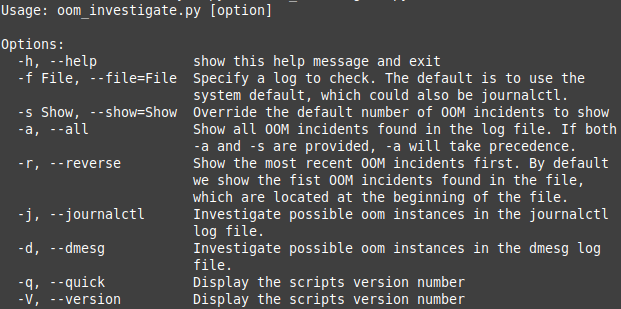 Usage: oom_investigate.py [option]
Options:
-h, --help show this help message and exit
-f File, --file=File Specify a log to check. The default is to use the
system default, which could also be journalctl.
-s Show, --show=Show Override the default number of OOM incidents to show
-a, --all Show all OOM incidents found in the log file. If both
-a and -s are provided, -a will take precedence.
-r, --reverse Show the most recent OOM incidents first. By default
we show the fist OOM incidents found in the file,
which are located at the beginning of the file.
-j, --journalctl Investigate possible oom instances in the journalctl
log file.
-d, --dmesg Investigate possible oom instances in the dmesg log
file.
-q, --quick Display the scripts version number
-V, --version Display the scripts version number